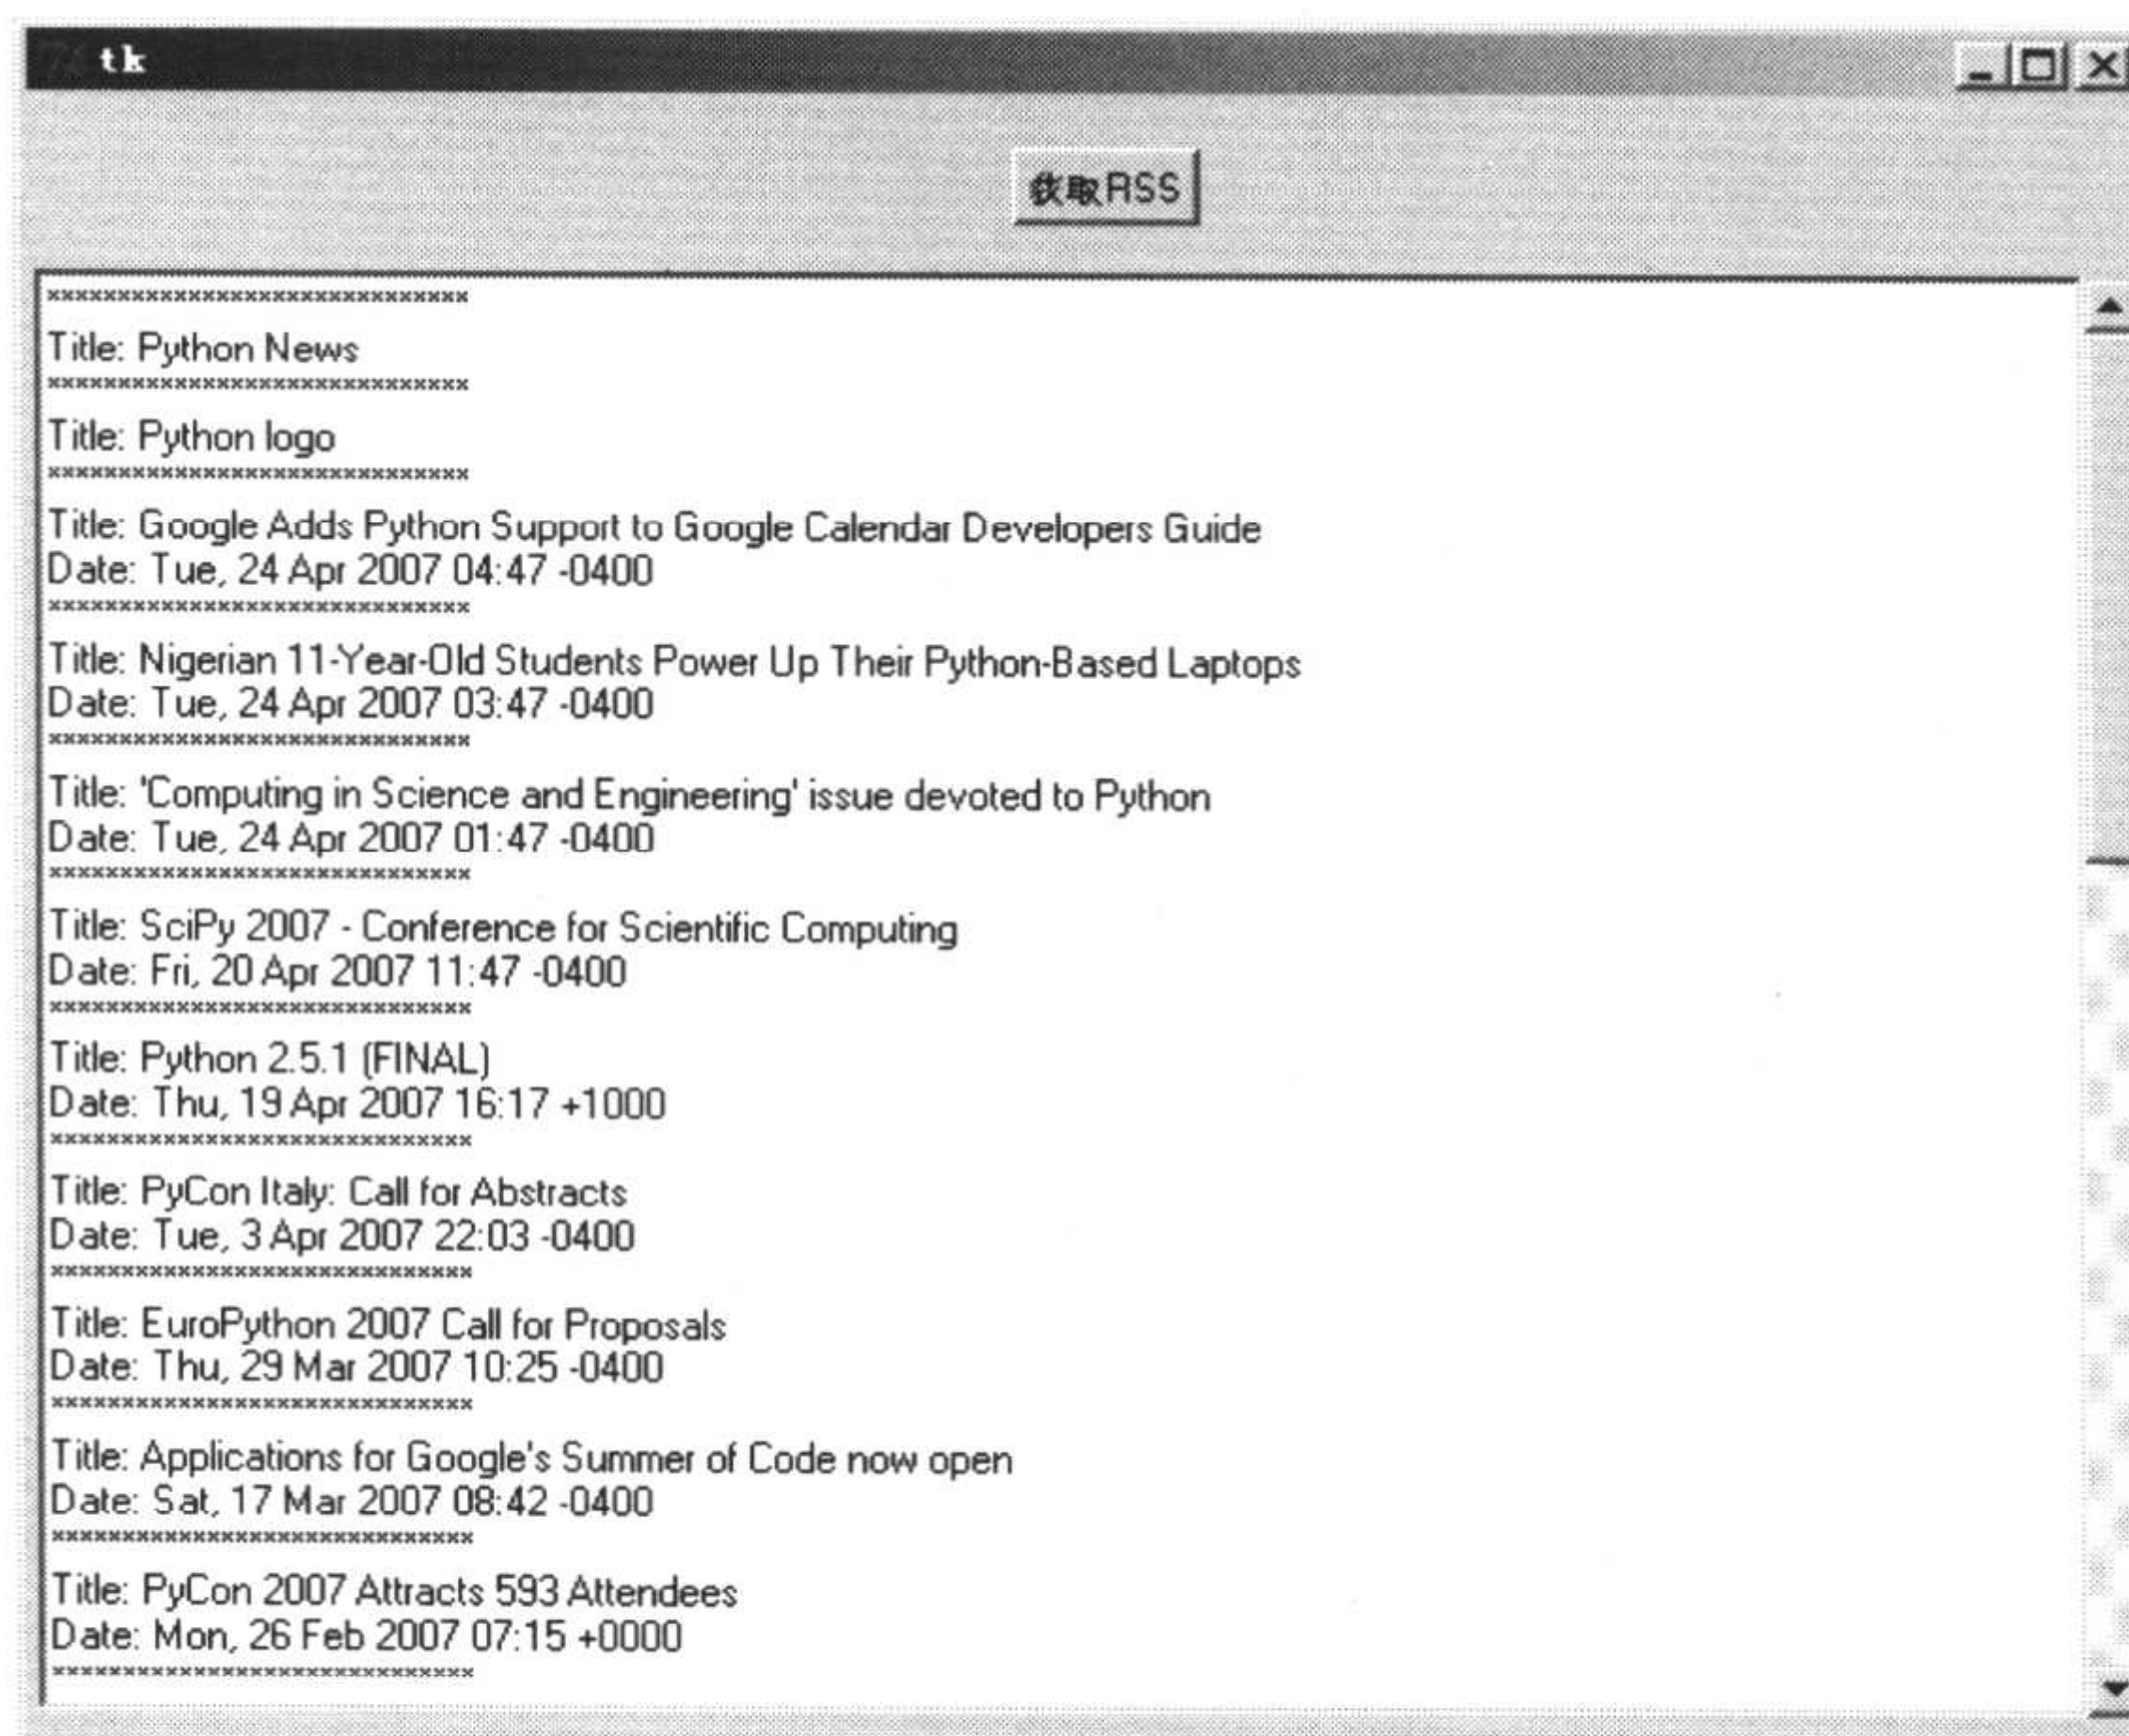 tk
获取RSS
******************************
Title: Python News
******************************
Title: Python logo
******************************
Title: Google Adds Python Support to Google Calendar Developers Guide
Date: Tue, 24 Apr 2007 04:47 -0400
******************************
Title: Nigerian 11-Year-Old Students Power Up Their Python-Based Laptops
Date: Tue, 24 Apr 2007 03:47 -0400
******************************
Title: 'Computing in Science and Engineering' issue devoted to Python
Date: Tue, 24 Apr 2007 01:47 -0400
******************************
Title: SciPy 2007 - Conference for Scientific Computing
Date: Fri, 20 Apr 2007 11:47 -0400
******************************
Title: Python 2.5.1 (FINAL)
Date: Thu, 19 Apr 2007 16:17 +1000
******************************
Title: PyCon Italy: Call for Abstracts
Date: Tue, 3 Apr 2007 22:03 -0400
******************************
Title: EuroPython 2007 Call for Proposals
Date: Thu, 29 Mar 2007 10:25 -0400
******************************
Title: Applications for Google's Summer of Code now open
Date: Sat, 17 Mar 2007 08:42 -0400
******************************
Title: PyCon 2007 Attracts 593 Attendees
Date: Mon, 26 Feb 2007 07:15 +0000
******************************